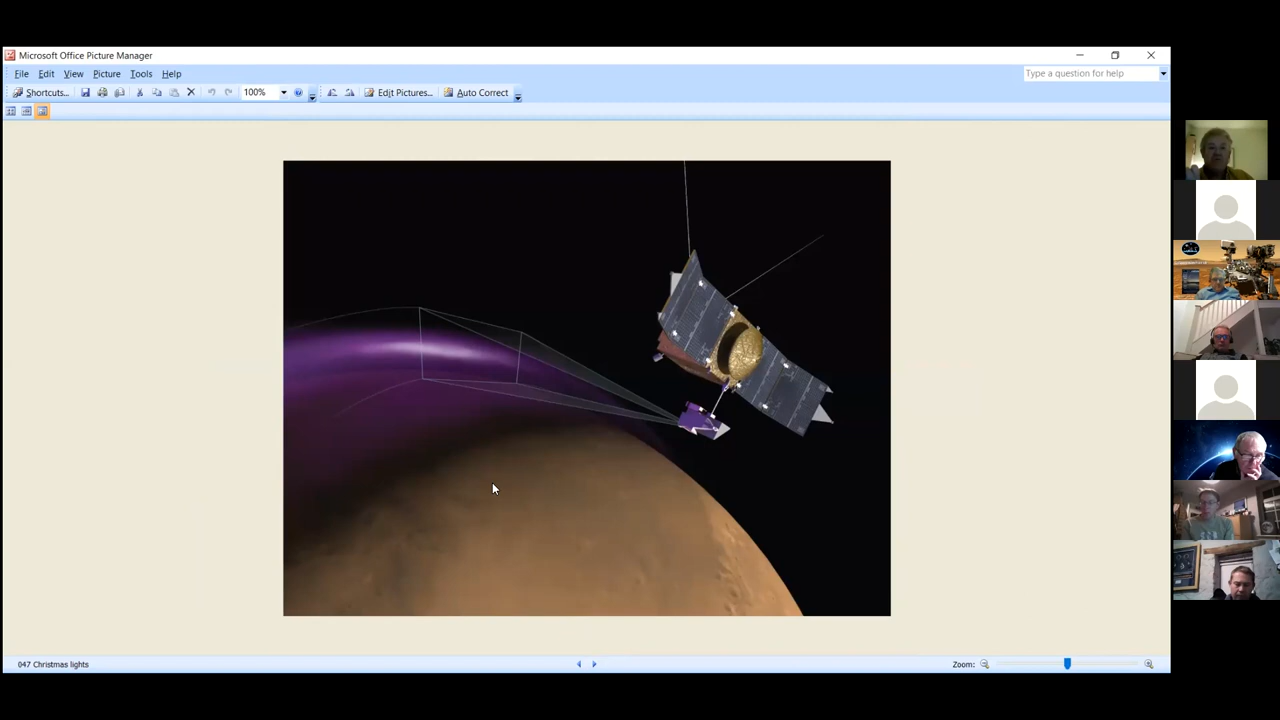 Microsoft Office Picture Manager
File Edit View Picture Tools Help
Type a question for help
Shortcuts... 100% Edit Pictures... Auto Correct
047 Christmas lights
Zoom: